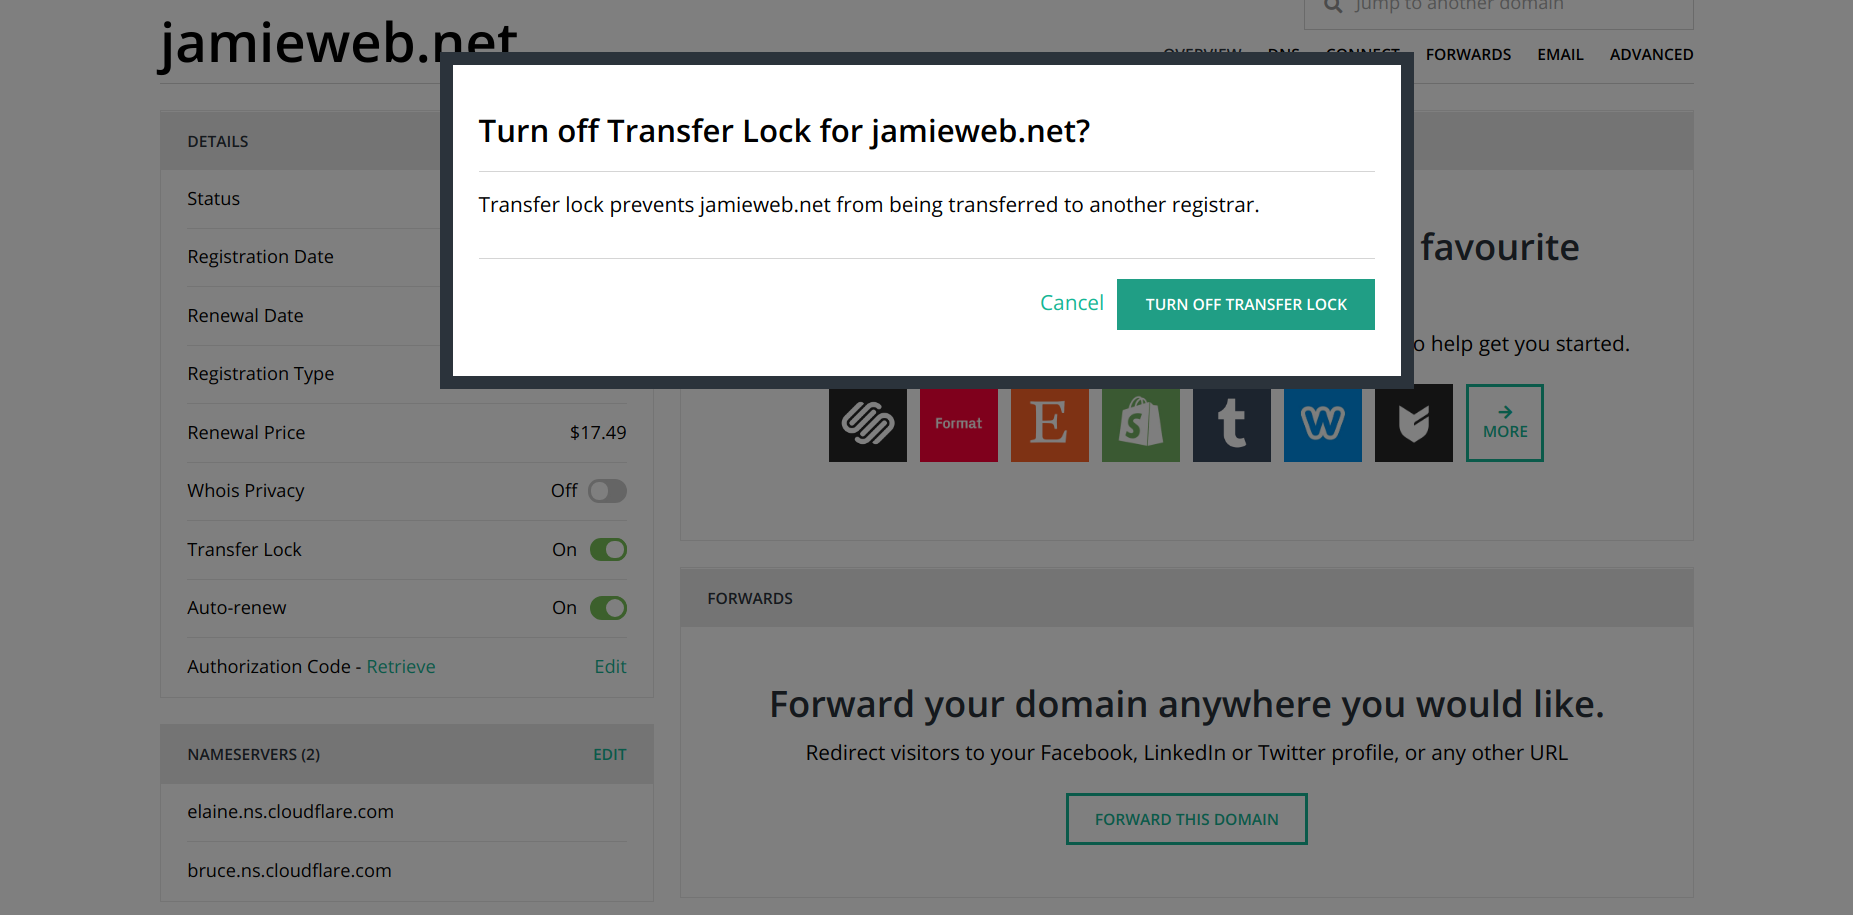 jamieweb.net
Jump to another domain
OVERVIEW DNS CONNECT FORWARDS EMAIL ADVANCED
Turn off Transfer Lock for jamieweb.net?
Transfer lock prevents jamieweb.net from being transferred to another registrar.
Cancel TURN OFF TRANSFER LOCK
DETAILS
Status
Registration Date
Renewal Date
Registration Type
Renewal Price $17.49
Whois Privacy Off
Transfer Lock On
Auto-renew On
Authorization Code - Retrieve Edit
NAMESERVERS (2) EDIT
elaine.ns.cloudflare.com
bruce.ns.cloudflare.com
favourite
help get you started.
Format E S t W MORE
FORWARDS
Forward your domain anywhere you would like.
Redirect visitors to your Facebook, LinkedIn or Twitter profile, or any other URL
FORWARD THIS DOMAIN